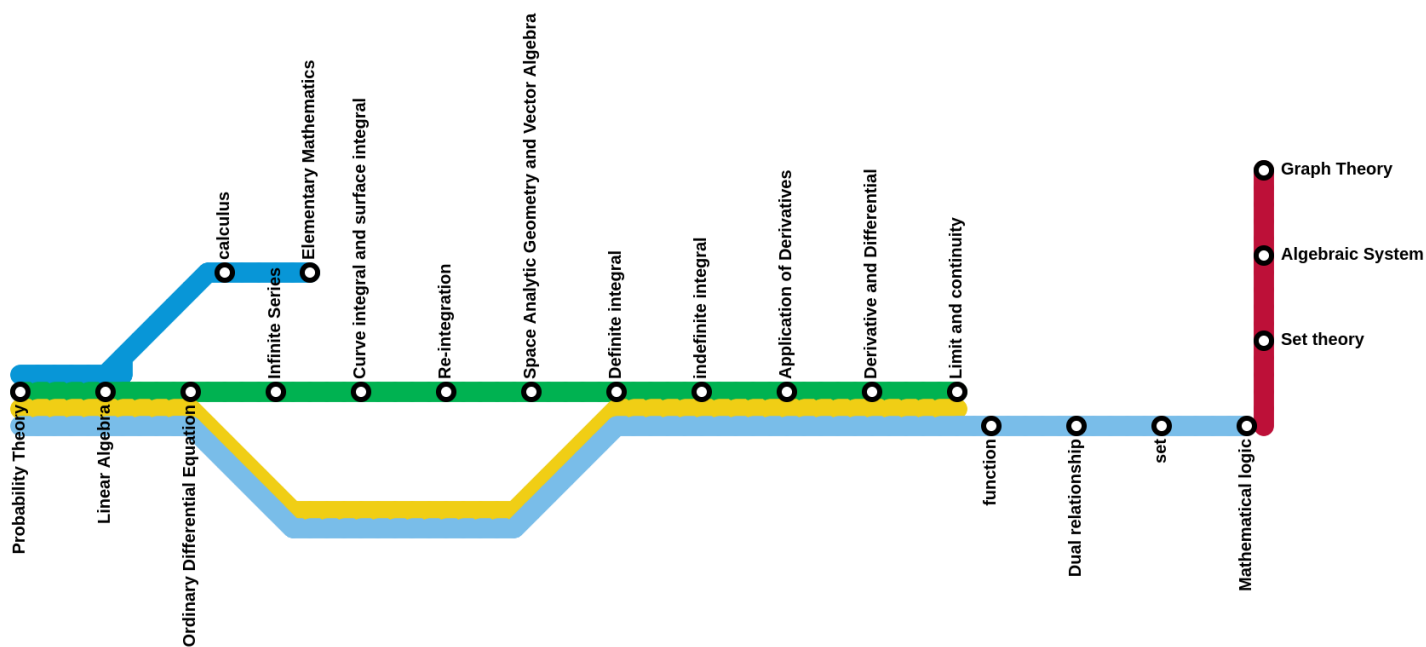 calculus
Elementary Mathematics
Infinite Series
Curve integral and surface integral
Re-integration
Space Analytic Geometry and Vector Algebra
Definite integral
indefinite integral
Application of Derivatives
Derivative and Differential
Limit and continuity
Graph Theory
Algebraic System
Set theory
Probability Theory
Linear Algebra
Ordinary Differential Equation
function
Dual relationship
set
Mathematical logic